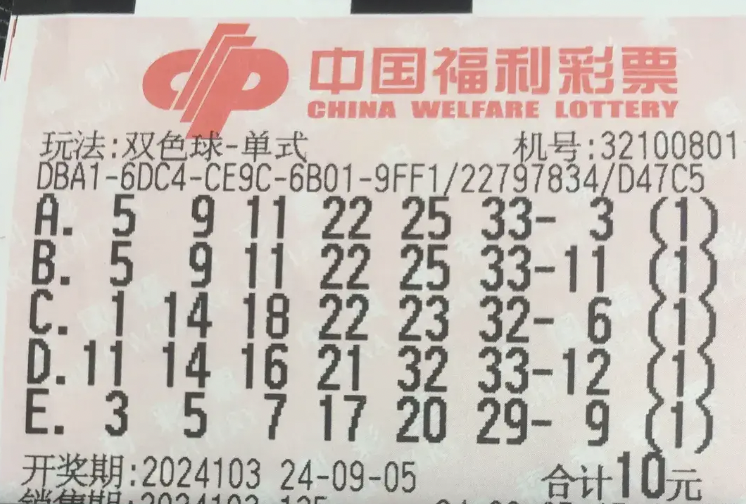 中国福利彩票
CHINA WELFARE LOTTERY
玩法:双色球-单式 机号:32100801
DBA1-6DC4-CE9C-6B01-9FF1/22797834/D47C5
A. 5 9 11 22 25 33- 3 (1)
B. 5 9 11 22 25 33-11 (1)
C. 1 14 18 22 23 32- 6 (1)
D. 11 14 16 21 32 33-12 (1)
E. 3 5 7 17 20 29- 9 (1)
开奖期:2024103 24-09-05 合计10元
销售期:2024103-135